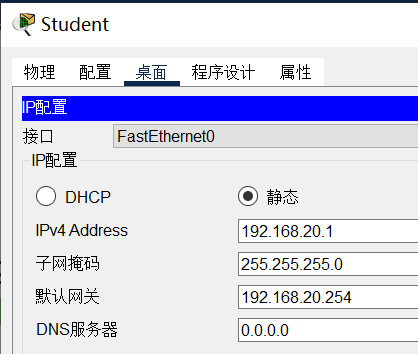 Student
物理 配置 桌面 程序设计 属性
IP配置
接口 FastEthernet0
IP配置
DHCP 静态
IPv4 Address 192.168.20.1
子网掩码 255.255.255.0
默认网关 192.168.20.254
DNS服务器 0.0.0.0